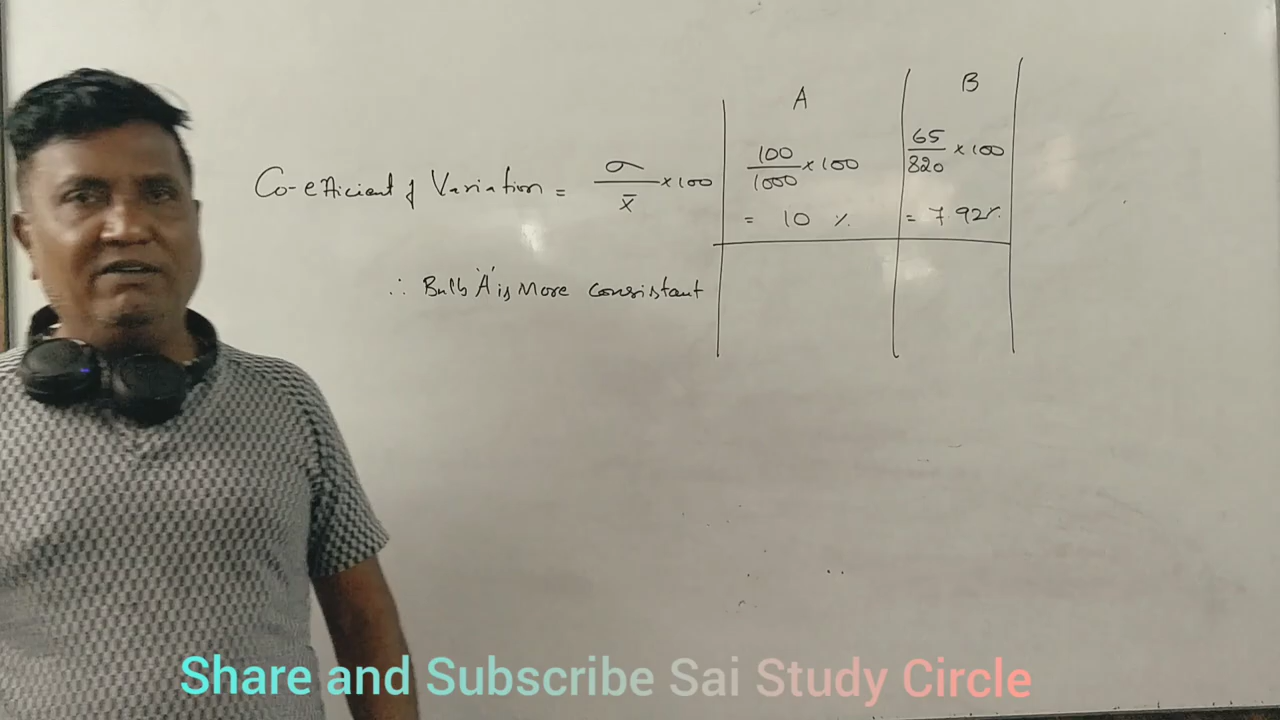 A B
Co-efficient of Variation = σ / x̄ ×100
100/1000 ×100
= 10 %
65/820 ×100
= 7 92%
∴ Bulb 'A' is More Consistant
Share and Subscribe Sai Study Circle